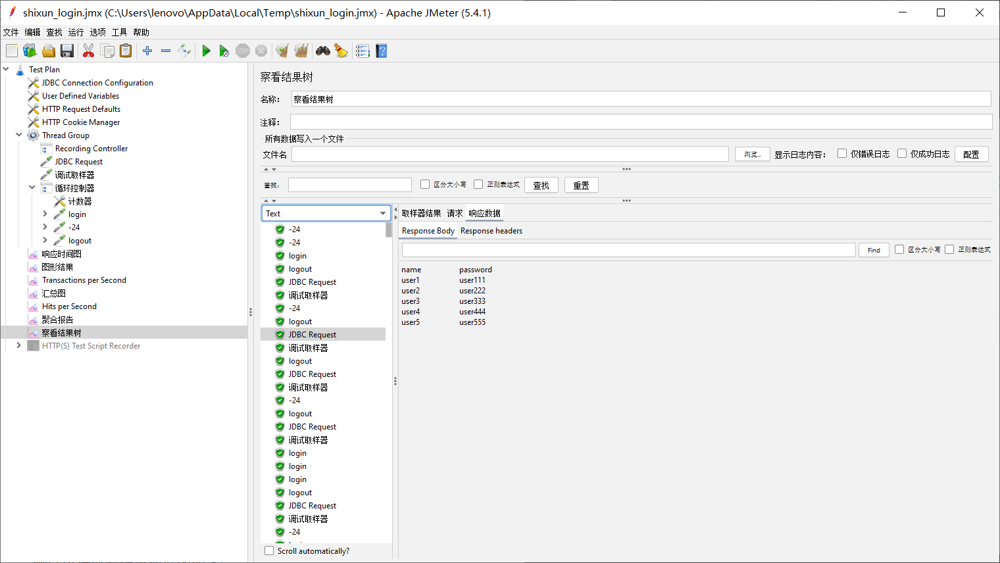 shixun_login.jmx (C:\Users\lenovo\AppData\Local\Temp\shixun_login.jmx) - Apache JMeter (5.4.1)
文件 编辑 查找 运行 选项 工具 帮助
STOP
Test Plan
JDBC Connection Configuration
User Defined Variables
HTTP Request Defaults
HTTP Cookie Manager
Thread Group
Recording Controller
JDBC Request
调试取样器
循环控制器
计数器
login
-24
logout
响应时间图
图形结果
Transactions per Second
汇总图
Hits per Second
聚合报告
察看结果树
HTTP(S) Test Script Recorder
察看结果树
名称： 察看结果树
注释：
所有数据写入一个文件
文件名 浏览... 显示日志内容： 仅错误日志 仅成功日志 配置
查找: 区分大小写 正则表达式 查找 重置
Text
-24
-24
login
logout
JDBC Request
调试取样器
-24
logout
JDBC Request
调试取样器
logout
JDBC Request
调试取样器
-24
logout
JDBC Request
调试取样器
login
login
login
logout
JDBC Request
调试取样器
-24
Scroll automatically?
取样器结果 请求 响应数据
Response Body Response headers
Find 区分大小写 正则表达式
name password
user1 user111
user2 user222
user3 user333
user4 user444
user5 user555